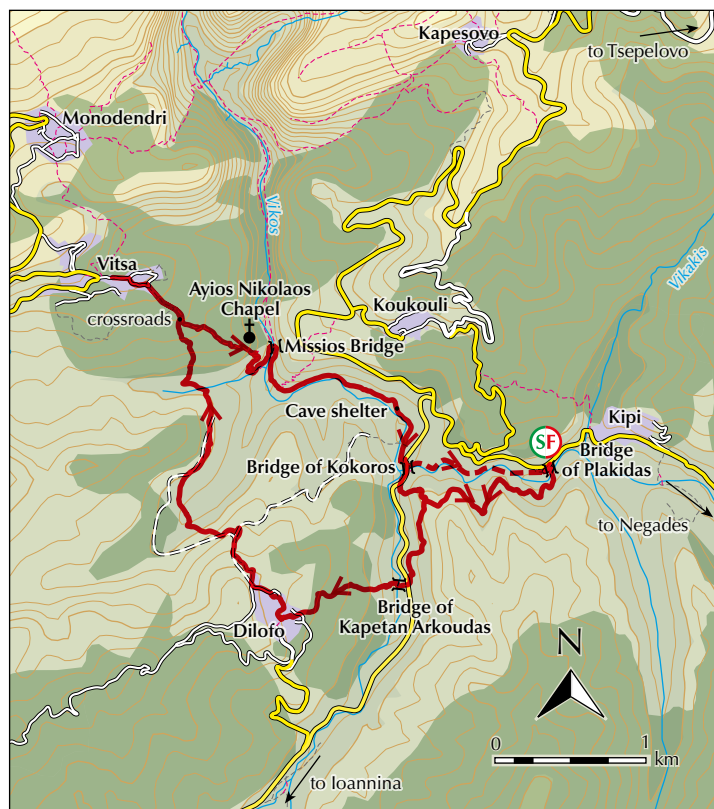 Kapesovo
to Tsepelovo
Monodendri
Vikos
Vikakis
Vitsa
Ayios Nikolaos
Chapel
Koukouli
crossroads
Missios Bridge
Cave shelter
Kipi
SF
Bridge of Kokoros
Bridge
of Plakidas
to Negades
Bridge of
Kapetan Arkoudas
Dilofo
N
0 1
km
to Ioannina